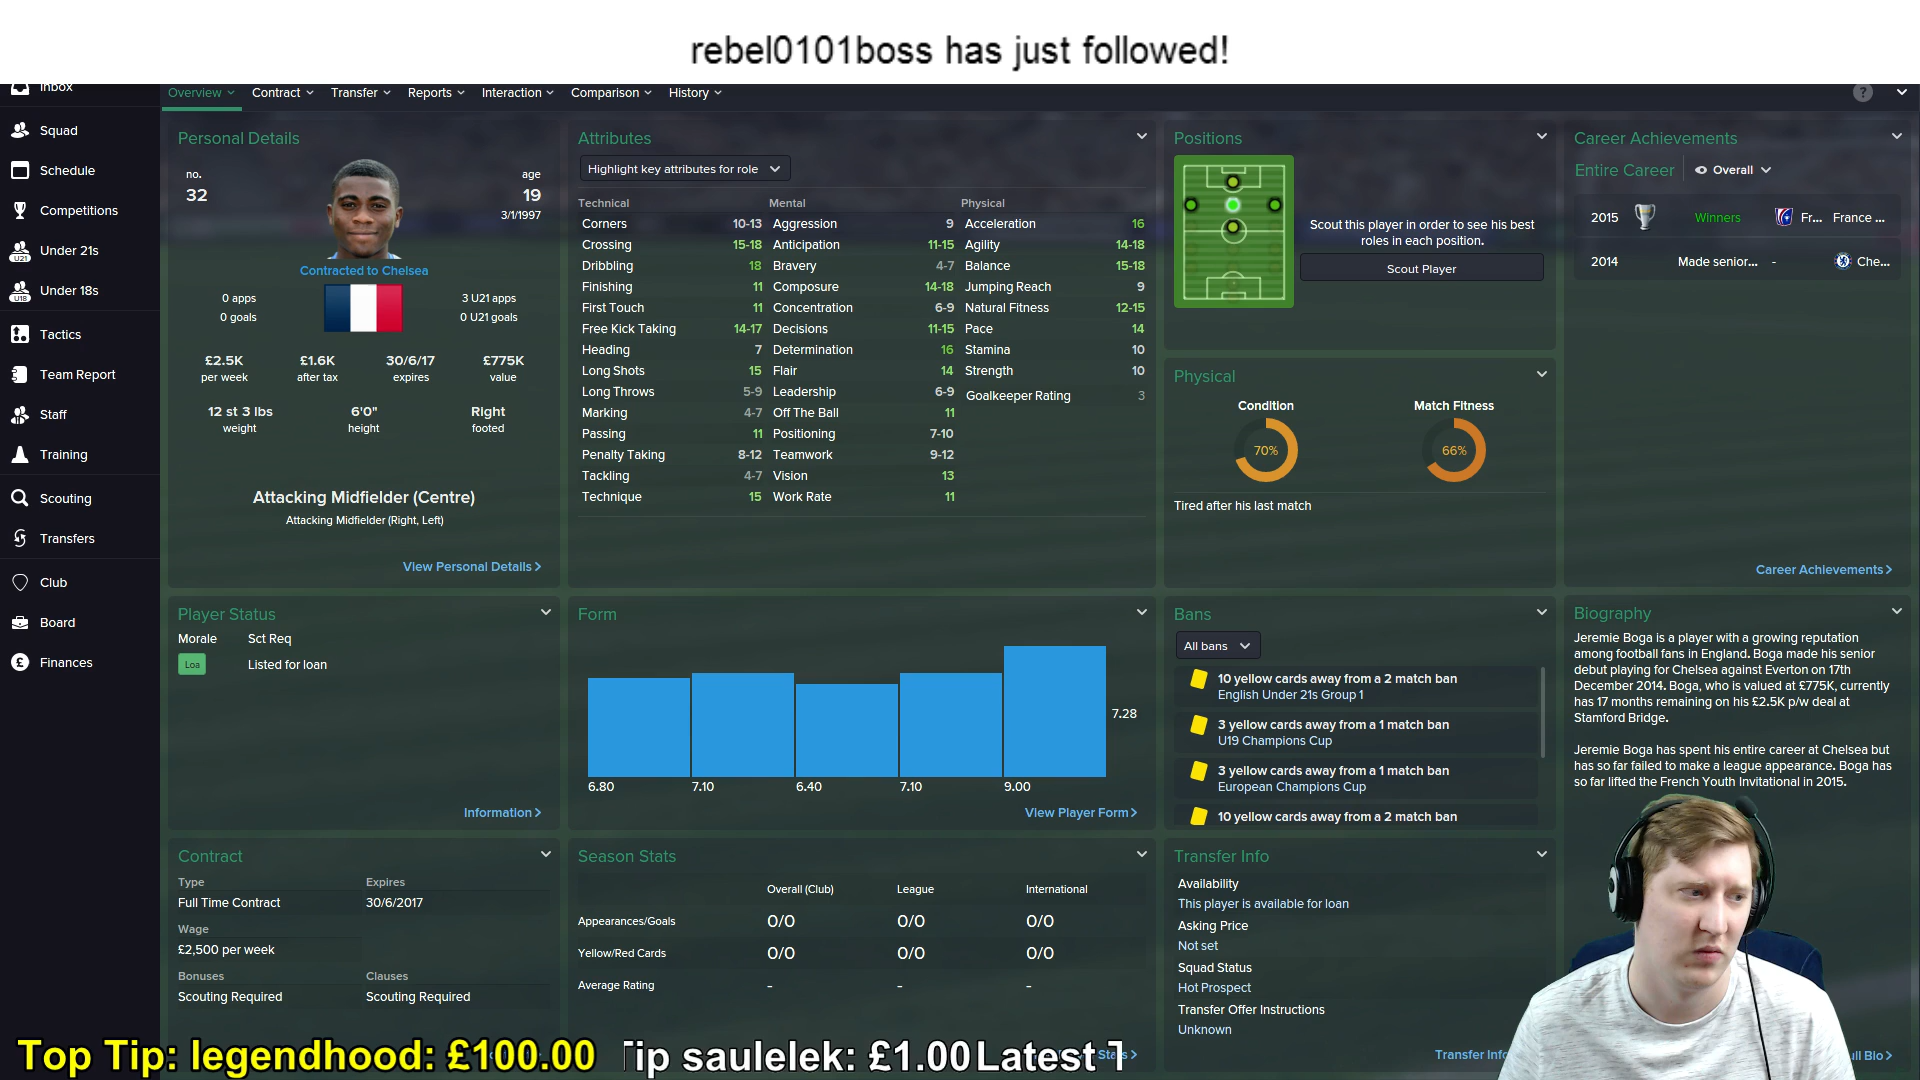 rebel0101boss has just followed!
Inbox
Squad
Schedule
Competitions
Under 21s
Under 18s
Tactics
Team Report
Staff
Training
Scouting
Transfers
Club
Board
Finances
Overview Contract Transfer Reports Interaction Comparison History
Personal Details
no.
32
age
19
3/1/1997
Contracted to Chelsea
0 apps
0 goals
3 U21 apps
0 U21 goals
£2.5K per week
£1.6K after tax
30/6/17 expires
£775K value
12 st 3 lbs weight
6'0" height
Right footed
Attacking Midfielder (Centre)
Attacking Midfielder (Right, Left)
View Personal Details
Attributes
Highlight key attributes for role
Technical Mental Physical
Corners 10-13 Aggression 9 Acceleration 16
Crossing 15-18 Anticipation 11-15 Agility 14-18
Dribbling 18 Bravery 4-7 Balance 15-18
Finishing 11 Composure 14-18 Jumping Reach 9
First Touch 11 Concentration 6-9 Natural Fitness 12-15
Free Kick Taking 14-17 Decisions 11-15 Pace 14
Heading 7 Determination 16 Stamina 10
Long Shots 15 Flair 14 Strength 10
Long Throws 5-9 Leadership 6-9 Goalkeeper Rating 3
Marking 4-7 Off The Ball 11
Passing 11 Positioning 7-10
Penalty Taking 8-12 Teamwork 9-12
Tackling 4-7 Vision 13
Technique 15 Work Rate 11
Positions
Scout this player in order to see his best
roles in each position.
Scout Player
Physical
Condition Match Fitness
70% 66%
Tired after his last match
Career Achievements
Entire Career Overall
2015 Winners Fr... France ...
2014 Made senior... - Che...
Career Achievements
Player Status
Morale Sct Req
Loa Listed for loan
Information
Form
7.28
6.80 7.10 6.40 7.10 9.00
View Player Form
Bans
All bans
10 yellow cards away from a 2 match ban
English Under 21s Group 1
3 yellow cards away from a 1 match ban
U19 Champions Cup
3 yellow cards away from a 1 match ban
European Champions Cup
10 yellow cards away from a 2 match ban
Biography
Jeremie Boga is a player with a growing reputation
among football fans in England. Boga made his senior
debut playing for Chelsea against Everton on 17th
December 2014. Boga, who is valued at £775K, currently
has 17 months remaining on his £2.5K p/w deal at
Stamford Bridge.
Jeremie Boga has spent his entire career at Chelsea but
has so far failed to make a league appearance. Boga has
so far lifted the French Youth Invitational in 2015.
Contract
Type Expires
Full Time Contract 30/6/2017
Wage
£2,500 per week
Bonuses Clauses
Scouting Required Scouting Required
Season Stats
Overall (Club) League International
Appearances/Goals 0/0 0/0 0/0
Yellow/Red Cards 0/0 0/0 0/0
Average Rating - - -
Stats
Transfer Info
Availability
This player is available for loan
Asking Price
Not set
Squad Status
Hot Prospect
Transfer Offer Instructions
Unknown
Transfer Info
ull Bio
Top Tip: legendhood: £100.00 Tip saulelek: £1.00 Latest T